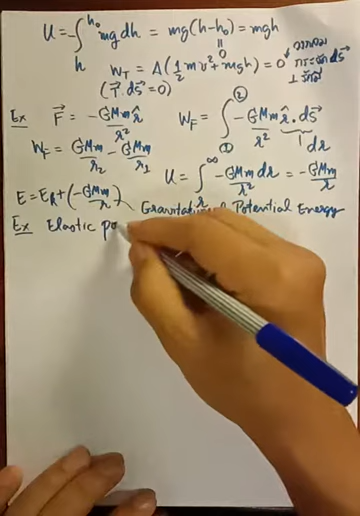 U = -∫_h^{h₀} mg dh = mg(h-h₀) = mgh
0
W_T = Δ(½mv² + mgh) = 0
(T⃗ . ds⃗ = 0)
ds⃗
Ex F⃗ = -GMm/r² r̂ W_F = ∫_①^② -GMm/r² r̂ . ds⃗
dr
W_F = GMm/r₂ - GMm/r₁
U = ∫_r^∞ -GMm/r² dr = -GMm/r
E = E_k + (-GMm/r)
Gravitational Potential Energy
Ex Elastic po